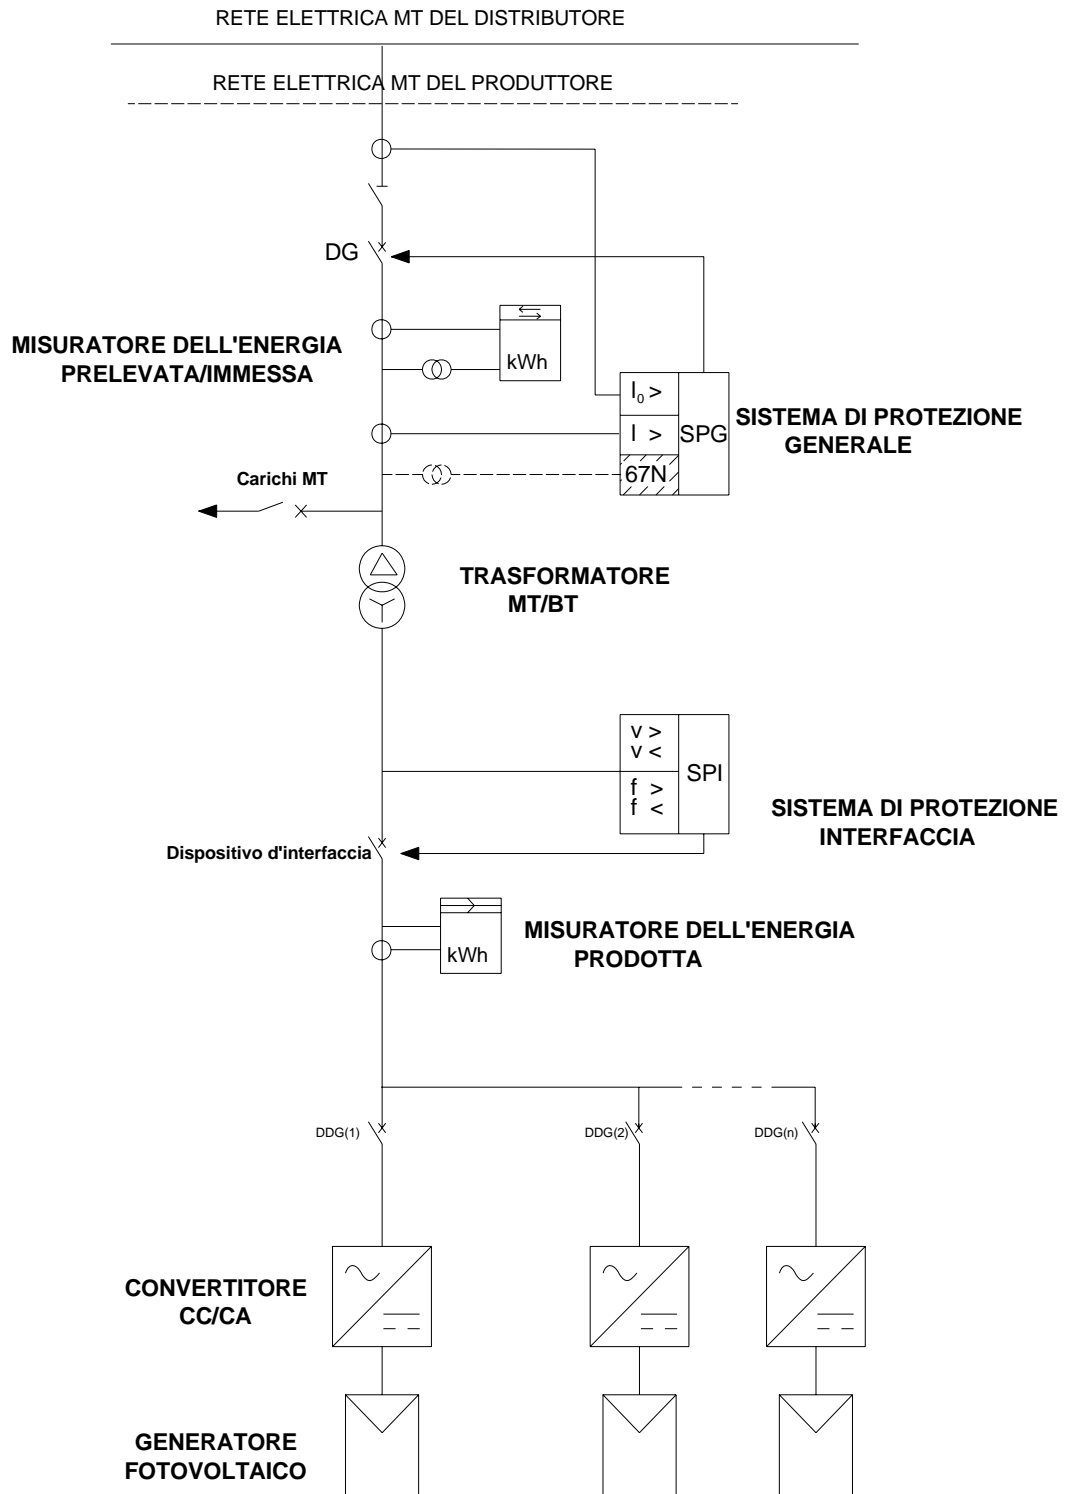 RETE ELETTRICA MT DEL DISTRIBUTORE
RETE ELETTRICA MT DEL PRODUTTORE
DG
MISURATORE DELL'ENERGIA
PRELEVATA/IMMESSA
kWh
I0 >
I >
67N
SPG
SISTEMA DI PROTEZIONE
GENERALE
Carichi MT
TRASFORMATORE
MT/BT
v >
v <
f >
f <
SPI
SISTEMA DI PROTEZIONE
INTERFACCIA
Dispositivo d'interfaccia
kWh
MISURATORE DELL'ENERGIA
PRODOTTA
DDG(1)
DDG(2)
DDG(n)
CONVERTITORE
CC/CA
GENERATORE
FOTOVOLTAICO